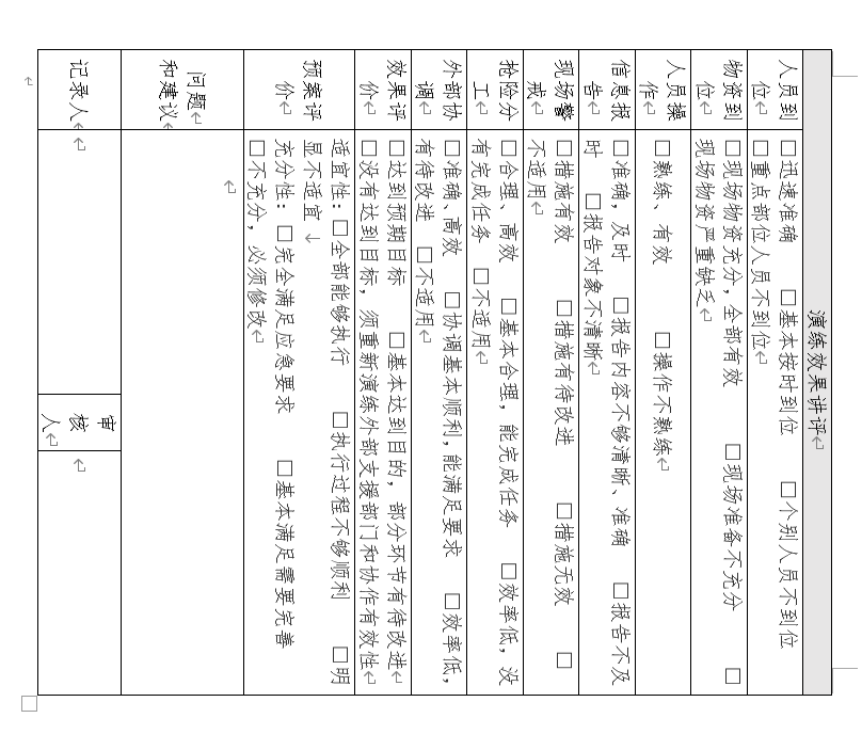 演练效果讲评
人员到
位
□迅速准确 □基本按时到位 □个别人员不到位
□重点部位人员不到位
物资到
位
□现场物资充分，全部有效 □现场准备不充分 □
现场物资严重缺乏
人员操
作
□熟练、有效 □操作不熟练
信息报
告
□准确、及时 □报告内容不够清晰、准确 □报告不及
时 □报告对象不清晰
现场警
戒
□措施有效 □措施有待改进 □措施无效 □
不适用
抢险分
工
□合理、高效 □基本合理，能完成任务 □效率低，没
有完成任务 □不适用
外部协
调
□准确、高效 □协调基本顺利，能满足要求 □效率低，
有待改进 □不适用
效果评
价
□达到预期目标 □基本达到目的，部分环节有待改进
□没有达到目标，须重新演练外部支援部门和协作有效性
预案评
价
适宜性：□全部能够执行 □执行过程不够顺利 □明
显不适宜
充分性：□完全满足应急要求 □基本满足需要完善
□不充分，必须修改
问题
和建议
记录人
审
核
人